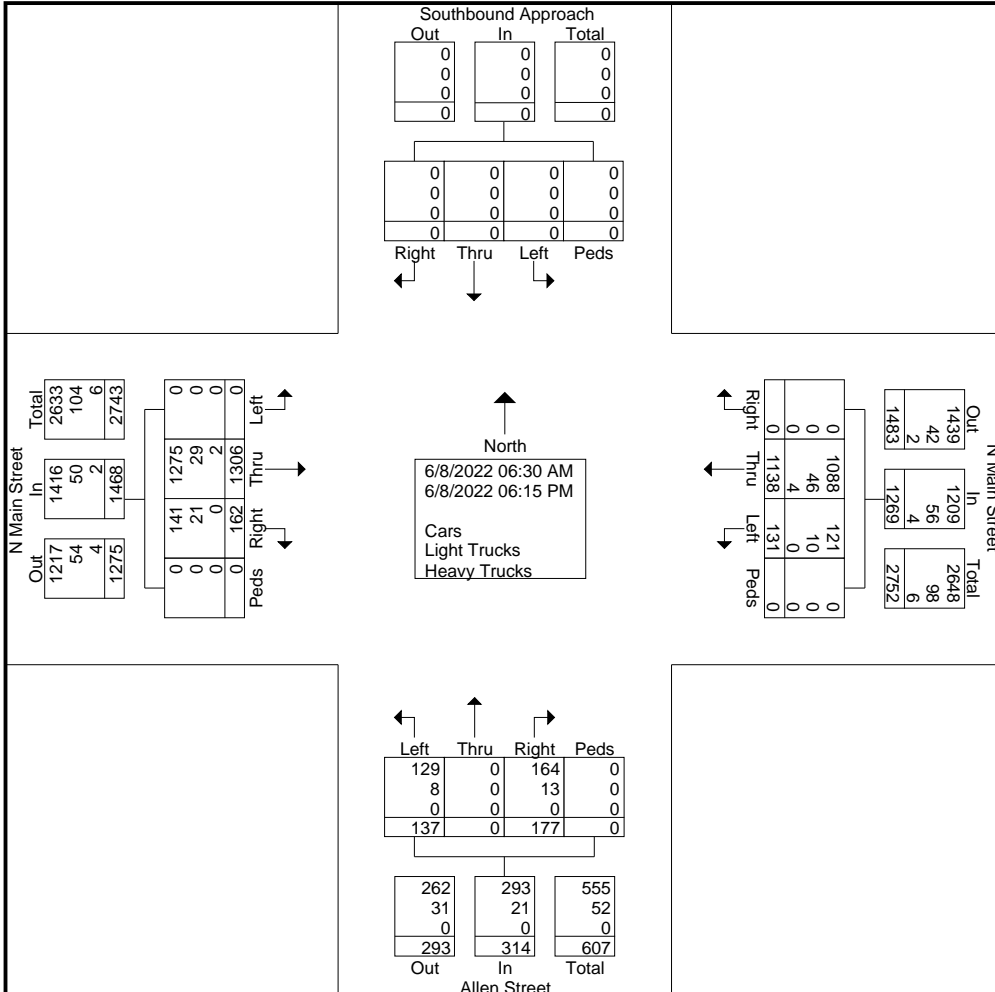 Southbound Approach
Out In Total
0 0 0
0 0 0
0 0 0
0 0 0
0 0 0 0
0 0 0 0
0 0 0 0
0 0 0 0
Right Thru Left Peds
N Main Street
Total In Out
2633 1416 1217
104 50 54
6 2 4
2743 1468 1275
0 1275 141 0
0 29 21 0
0 2 0 0
0 1306 162 0
Left Thru Right Peds
North
6/8/2022 06:30 AM
6/8/2022 06:15 PM
Cars
Light Trucks
Heavy Trucks
Right Thru Left Peds
0 1088 121 0
0 46 10 0
0 4 0 0
0 1138 131 0
N Main Street
Out In Total
1439 1209 2648
42 56 98
2 4 6
1483 1269 2752
Left Thru Right Peds
129 0 164 0
8 0 13 0
0 0 0 0
137 0 177 0
262 293 555
31 21 52
0 0 0
293 314 607
Out In Total
Allen Street